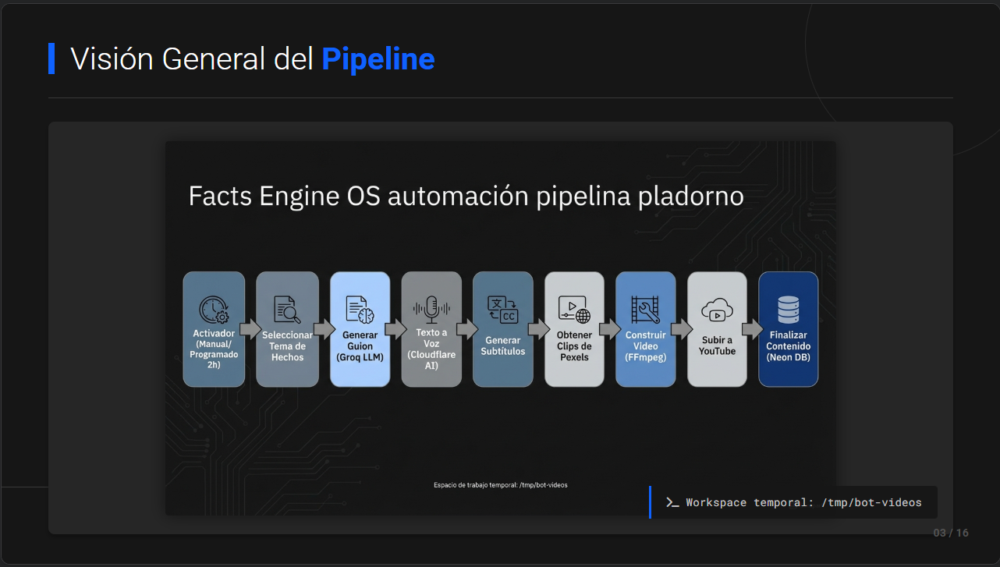 Visión General del Pipeline
Facts Engine OS automación pipelina pladorno
Activador
(Manual/
Programado
2h)
Seleccionar
Tema de
Hechos
Generar
Guion
(Groq LLM)
Texto a
Voz
(Cloudflare
AI)
CC
Generar
Subtítulos
Obtener
Clips de
Pexels
Construir
Video
(FFmpeg)
Subir a
YouTube
Finalizar
Contenido
(Neon DB)
Espacio de trabajo temporal: /tmp/bot-videos
Workspace temporal: /tmp/bot-videos
03 / 16